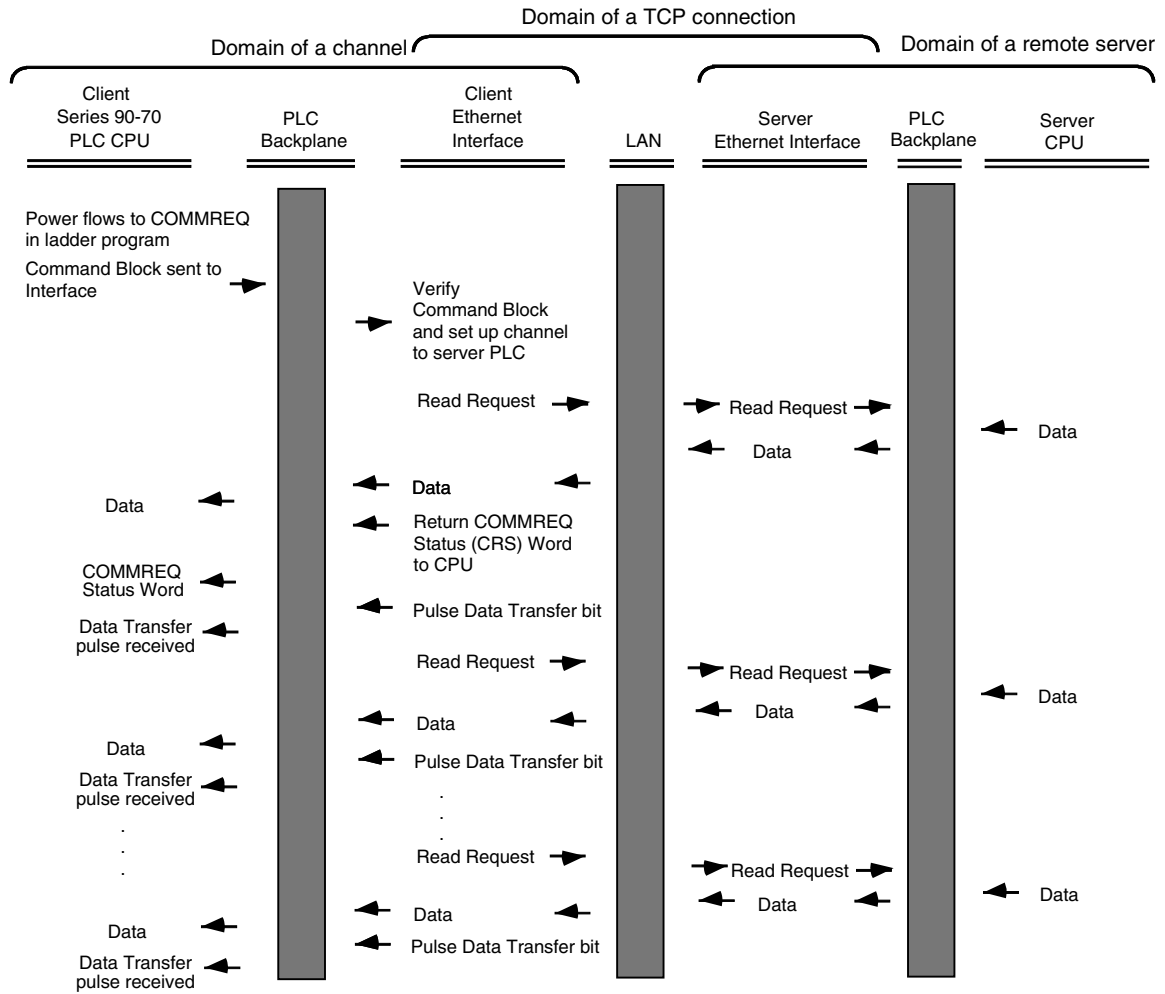 Domain of a TCP connection
Domain of a channel
Domain of a remote server
Client
Series 90-70
PLC CPU
PLC
Backplane
Client
Ethernet
Interface
LAN
Server
Ethernet Interface
PLC
Backplane
Server
CPU
Power flows to COMMREQ
in ladder program
Command Block sent to
Interface
Verify
Command Block
and set up channel
to server PLC
Read Request
Read Request
Data
Data
Data
Data
Return COMMREQ
Status (CRS) Word
to CPU
COMMREQ
Status Word
Pulse Data Transfer bit
Data Transfer
pulse received
Read Request
Read Request
Data
Data
Data
Data
Pulse Data Transfer bit
Data Transfer
pulse received
.
.
.
.
.
.
Read Request
Read Request
Data
Data
Data
Data
Pulse Data Transfer bit
Data Transfer
pulse received